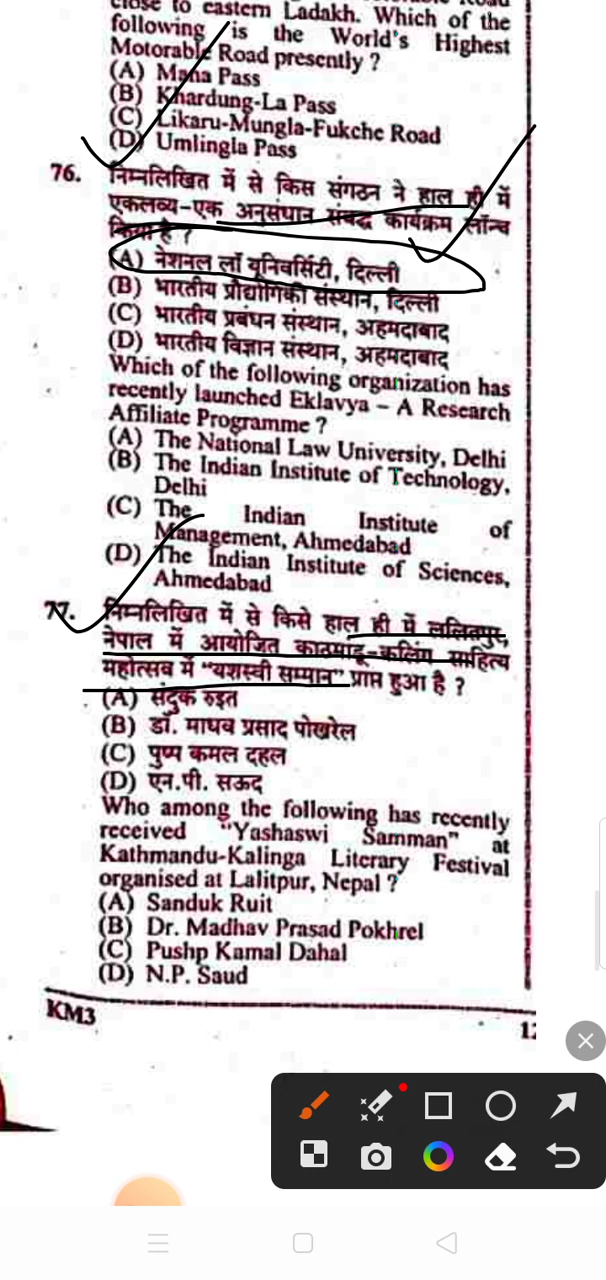 close to eastern Ladakh. Which of the
following is the World's Highest
Motorable Road presently ?
(A) Mana Pass
(B) Khardung-La Pass
(C) Likaru-Mungla-Fukche Road
(D) Umlingla Pass
76. निम्नलिखित में से किस संगठन ने हाल ही में
एकलव्य-एक अनुसंधान संबद्ध कार्यक्रम लॉन्च
किया है ?
(A) नेशनल लॉ यूनिवर्सिटी, दिल्ली
(B) भारतीय प्रौद्योगिकी संस्थान, दिल्ली
(C) भारतीय प्रबंधन संस्थान, अहमदाबाद
(D) भारतीय विज्ञान संस्थान, अहमदाबाद
Which of the following organization has
recently launched Eklavya – A Research
Affiliate Programme ?
(A) The National Law University, Delhi
(B) The Indian Institute of Technology,
Delhi
(C) The Indian Institute of
Management, Ahmedabad
(D) The Indian Institute of Sciences,
Ahmedabad
77. निम्नलिखित में से किसे हाल ही में ललितपुर,
नेपाल में आयोजित काठमांडू-कलिंग साहित्य
महोत्सव में "यशस्वी सम्मान" प्राप्त हुआ है ?
(A) संदुक रुइत
(B) डॉ. माधव प्रसाद पोखरेल
(C) पुष्प कमल दहल
(D) एन.पी. सऊद
Who among the following has recently
received "Yashaswi Samman" at
Kathmandu-Kalinga Literary Festival
organised at Lalitpur, Nepal ?
(A) Sanduk Ruit
(B) Dr. Madhav Prasad Pokhrel
(C) Pushp Kamal Dahal
(D) N.P. Saud
KM3